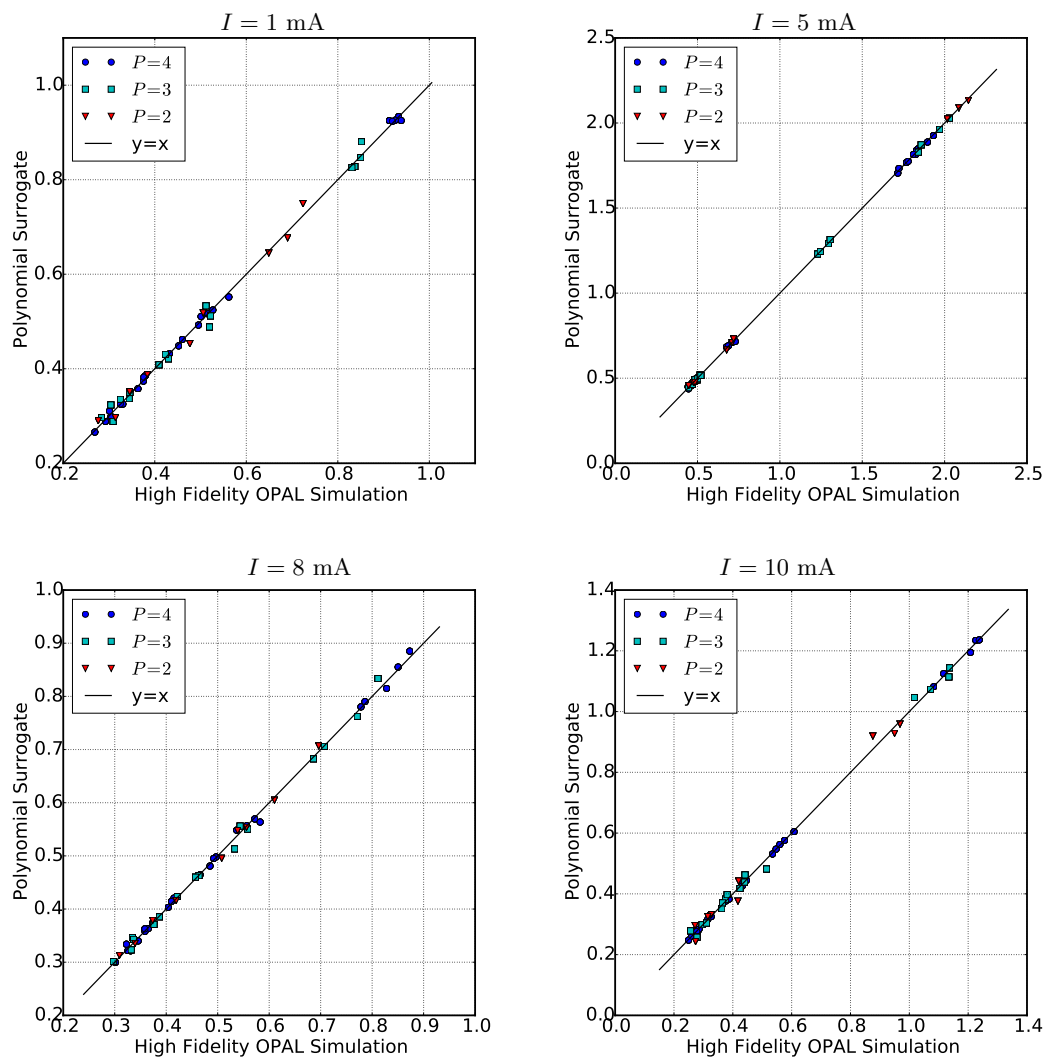 I = 1 mA
P=4
P=3
P=2
y=x
1.0
0.8
0.6
0.4
0.2
Polynomial Surrogate
0.2 0.4 0.6 0.8 1.0
High Fidelity OPAL Simulation
I = 5 mA
P=4
P=3
P=2
y=x
2.5
2.0
1.5
1.0
0.5
0.0
Polynomial Surrogate
0.0 0.5 1.0 1.5 2.0 2.5
High Fidelity OPAL Simulation
I = 8 mA
P=4
P=3
P=2
y=x
1.0
0.9
0.8
0.7
0.6
0.5
0.4
0.3
0.2
Polynomial Surrogate
0.2 0.3 0.4 0.5 0.6 0.7 0.8 0.9 1.0
High Fidelity OPAL Simulation
I = 10 mA
P=4
P=3
P=2
y=x
1.4
1.2
1.0
0.8
0.6
0.4
0.2
0.0
Polynomial Surrogate
0.0 0.2 0.4 0.6 0.8 1.0 1.2 1.4
High Fidelity OPAL Simulation